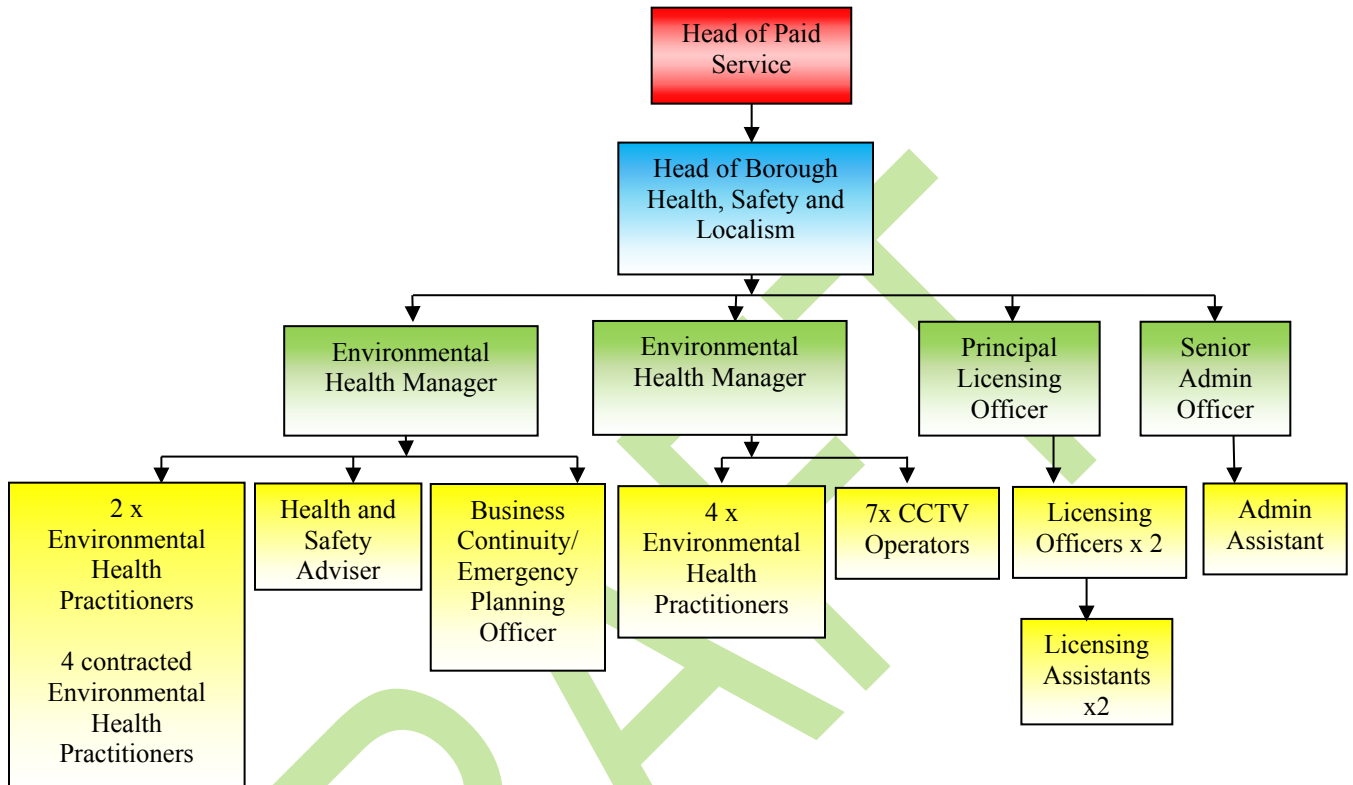 Head of Paid
Service
Head of Borough
Health, Safety and
Localism
Environmental
Health Manager
Environmental
Health Manager
Principal
Licensing
Officer
Senior
Admin
Officer
2 x
Environmental
Health
Practitioners
4 contracted
Environmental
Health
Practitioners
Health and
Safety
Adviser
Business
Continuity/
Emergency
Planning
Officer
4 x
Environmental
Health
Practitioners
7x CCTV
Operators
Licensing
Officers x 2
Licensing
Assistants
x2
Admin
Assistant
DRAFT